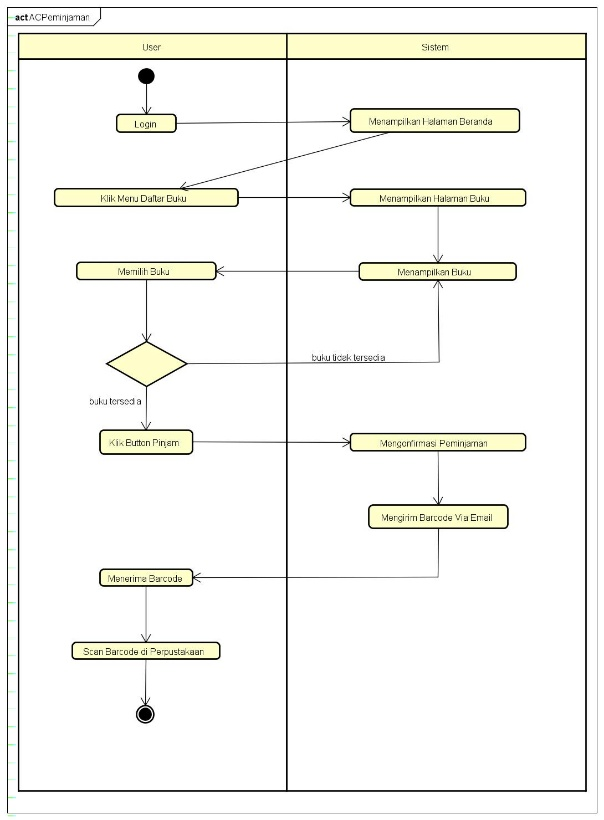 act ACPeminjaman
User
Sistem
Login
Menampilkan Halaman Beranda
Klik Menu Daftar Buku
Menampilkan Halaman Buku
Memilih Buku
Menampilkan Buku
buku tidak tersedia
buku tersedia
Klik Button Pinjam
Mengonfirmasi Peminjaman
Mengirim Barcode Via Email
Menerima Barcode
Scan Barcode di Perpustakaan